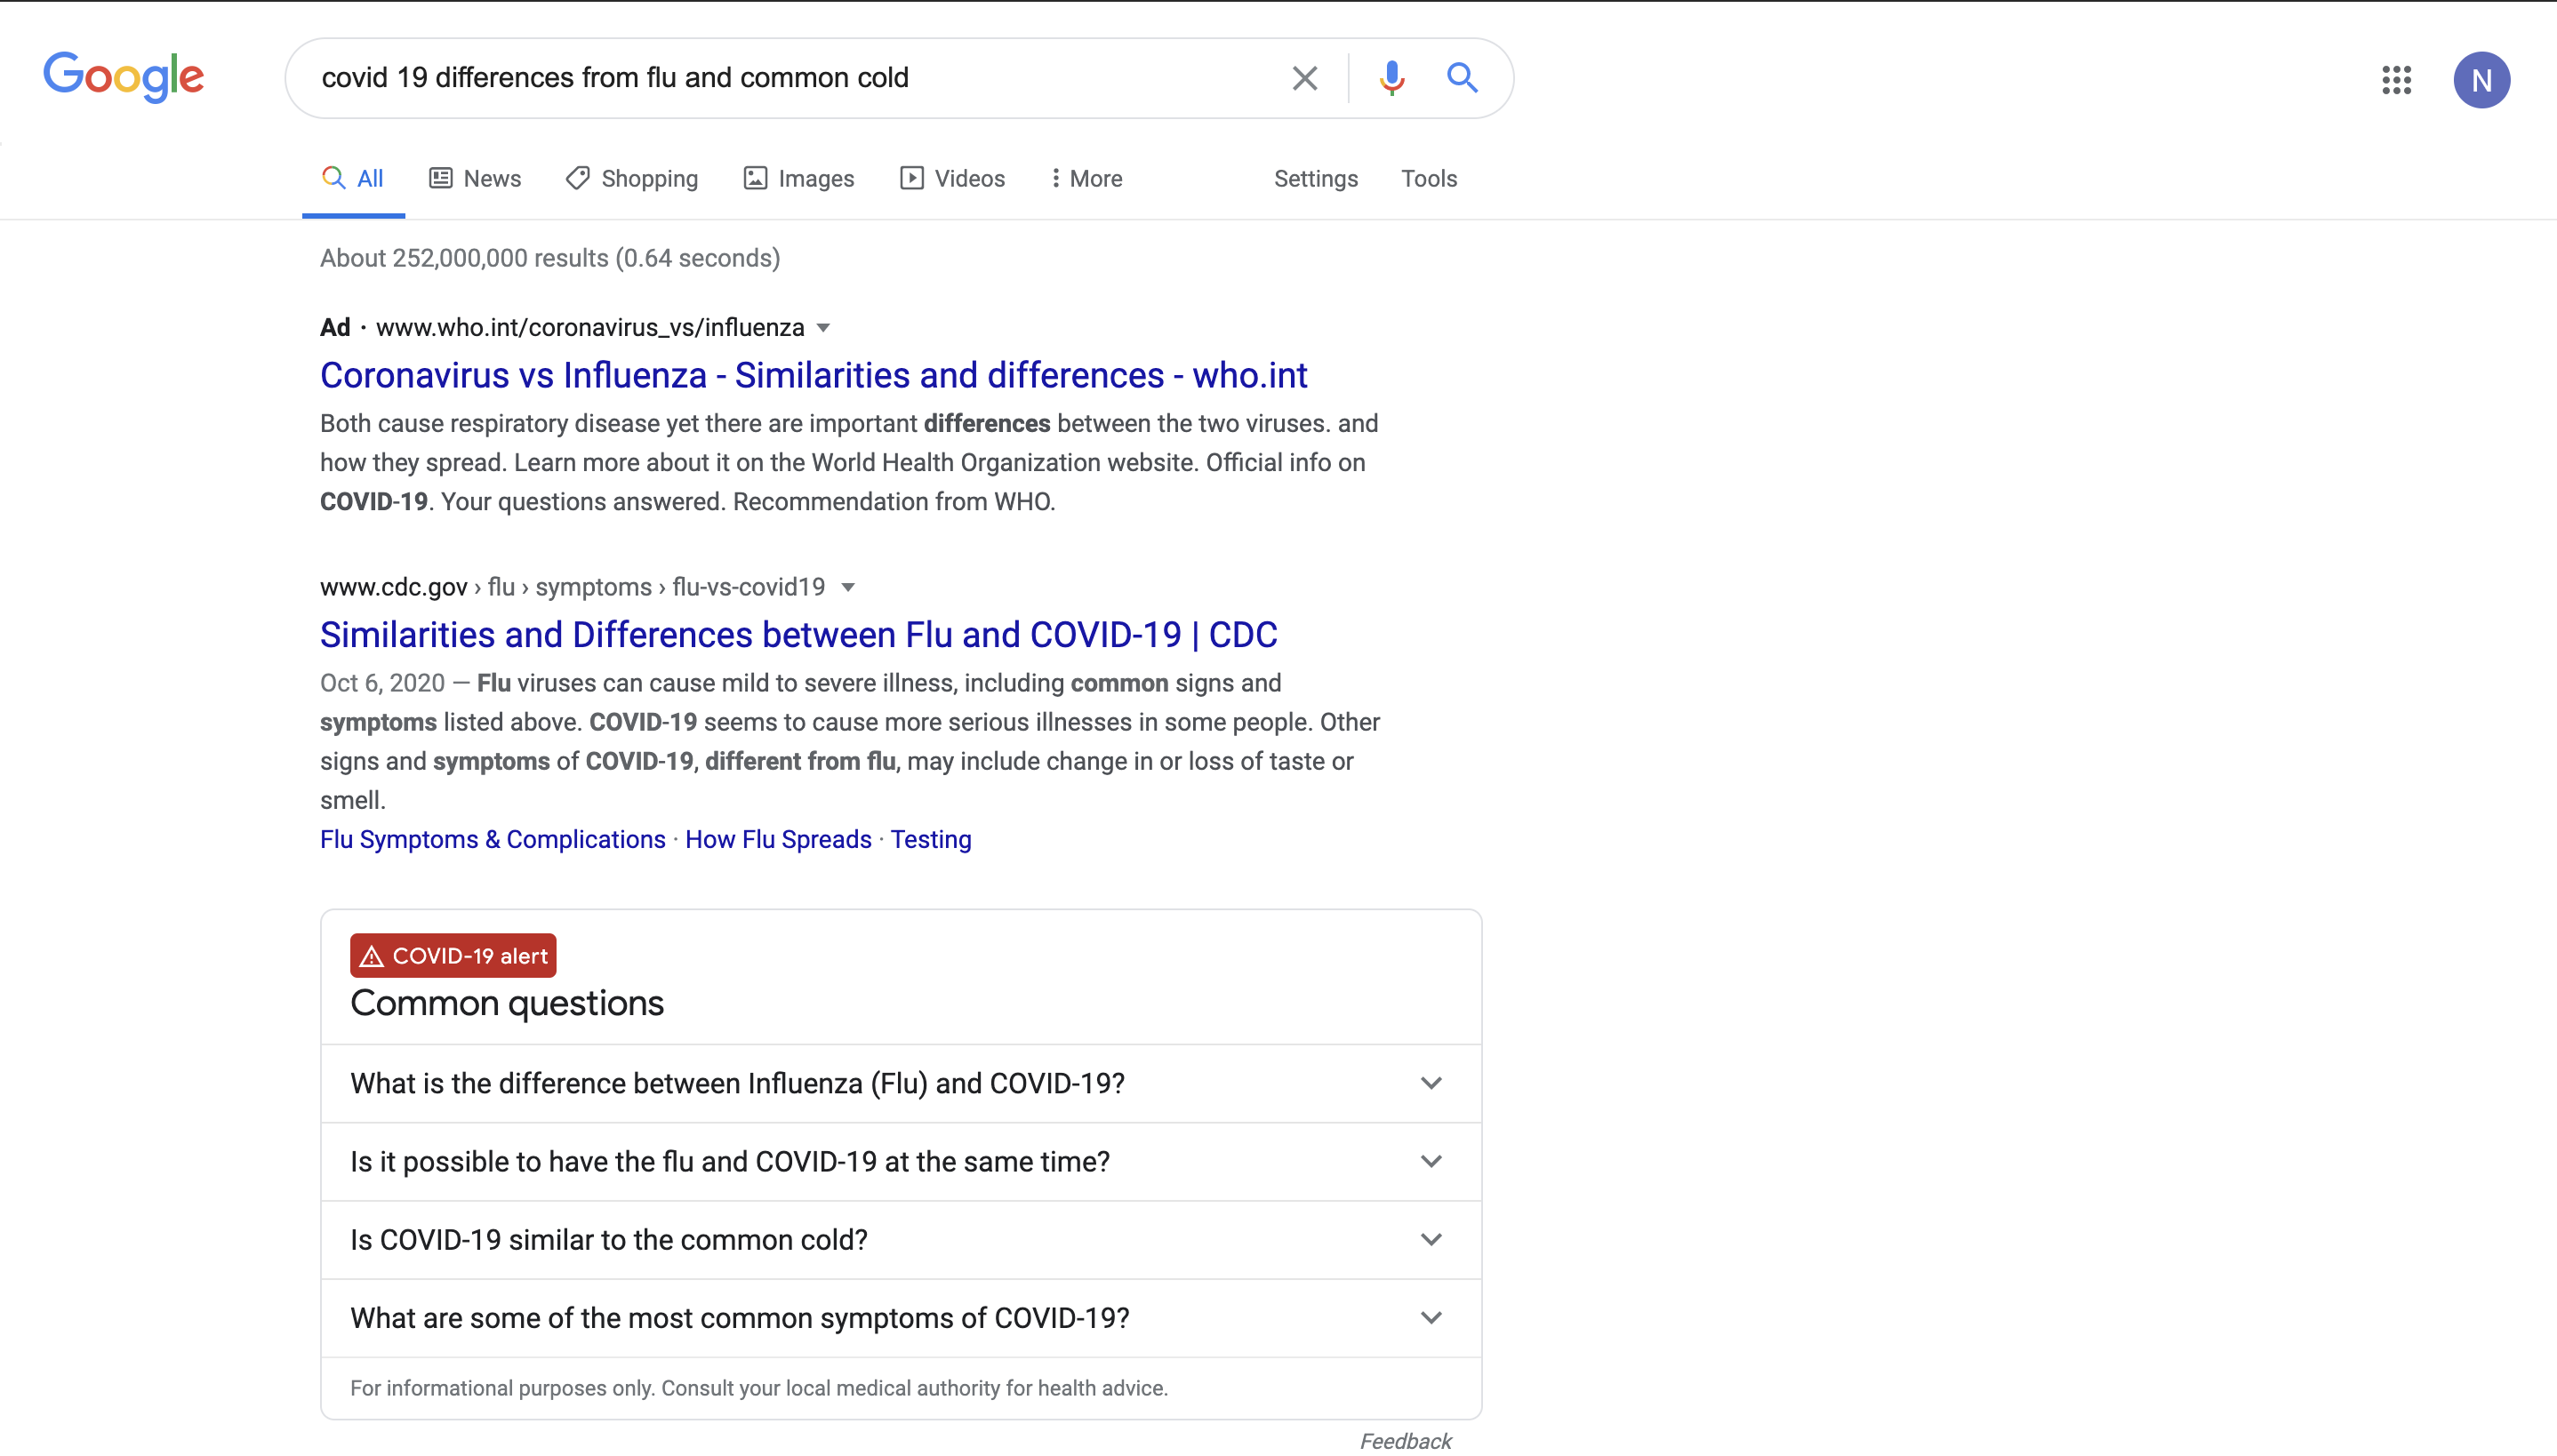 Google
covid 19 differences from flu and common cold
N
All News Shopping Images Videos More Settings Tools
About 252,000,000 results (0.64 seconds)
Ad · www.who.int/coronavirus_vs/influenza
Coronavirus vs Influenza - Similarities and differences - who.int
Both cause respiratory disease yet there are important differences between the two viruses. and
how they spread. Learn more about it on the World Health Organization website. Official info on
COVID-19. Your questions answered. Recommendation from WHO.
www.cdc.gov › flu › symptoms › flu-vs-covid19
Similarities and Differences between Flu and COVID-19 | CDC
Oct 6, 2020 — Flu viruses can cause mild to severe illness, including common signs and
symptoms listed above. COVID-19 seems to cause more serious illnesses in some people. Other
signs and symptoms of COVID-19, different from flu, may include change in or loss of taste or
smell.
Flu Symptoms & Complications · How Flu Spreads · Testing
COVID-19 alert
Common questions
What is the difference between Influenza (Flu) and COVID-19?
Is it possible to have the flu and COVID-19 at the same time?
Is COVID-19 similar to the common cold?
What are some of the most common symptoms of COVID-19?
For informational purposes only. Consult your local medical authority for health advice.
Feedback